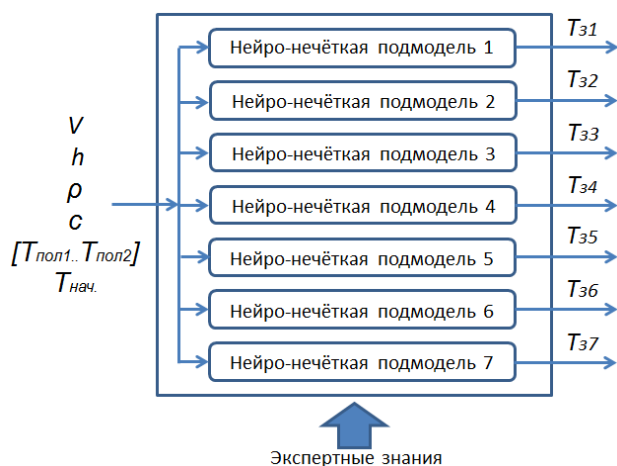 V
h
ρ
c
[Tпол1..Tпол2]
Tнач.
Нейро-нечёткая подмодель 1
Нейро-нечёткая подмодель 2
Нейро-нечёткая подмодель 3
Нейро-нечёткая подмодель 4
Нейро-нечёткая подмодель 5
Нейро-нечёткая подмодель 6
Нейро-нечёткая подмодель 7
Tз1
Tз2
Tз3
Tз4
Tз5
Tз6
Tз7
Экспертные знания